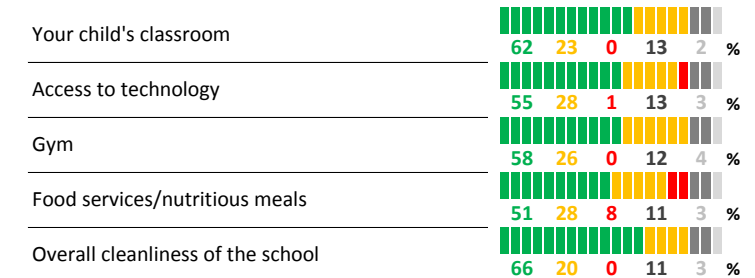 Your child's classroom
62 23 0 13 2 %
Access to technology
55 28 1 13 3 %
Gym
58 26 0 12 4 %
Food services/nutritious meals
51 28 8 11 3 %
Overall cleanliness of the school
66 20 0 11 3 %